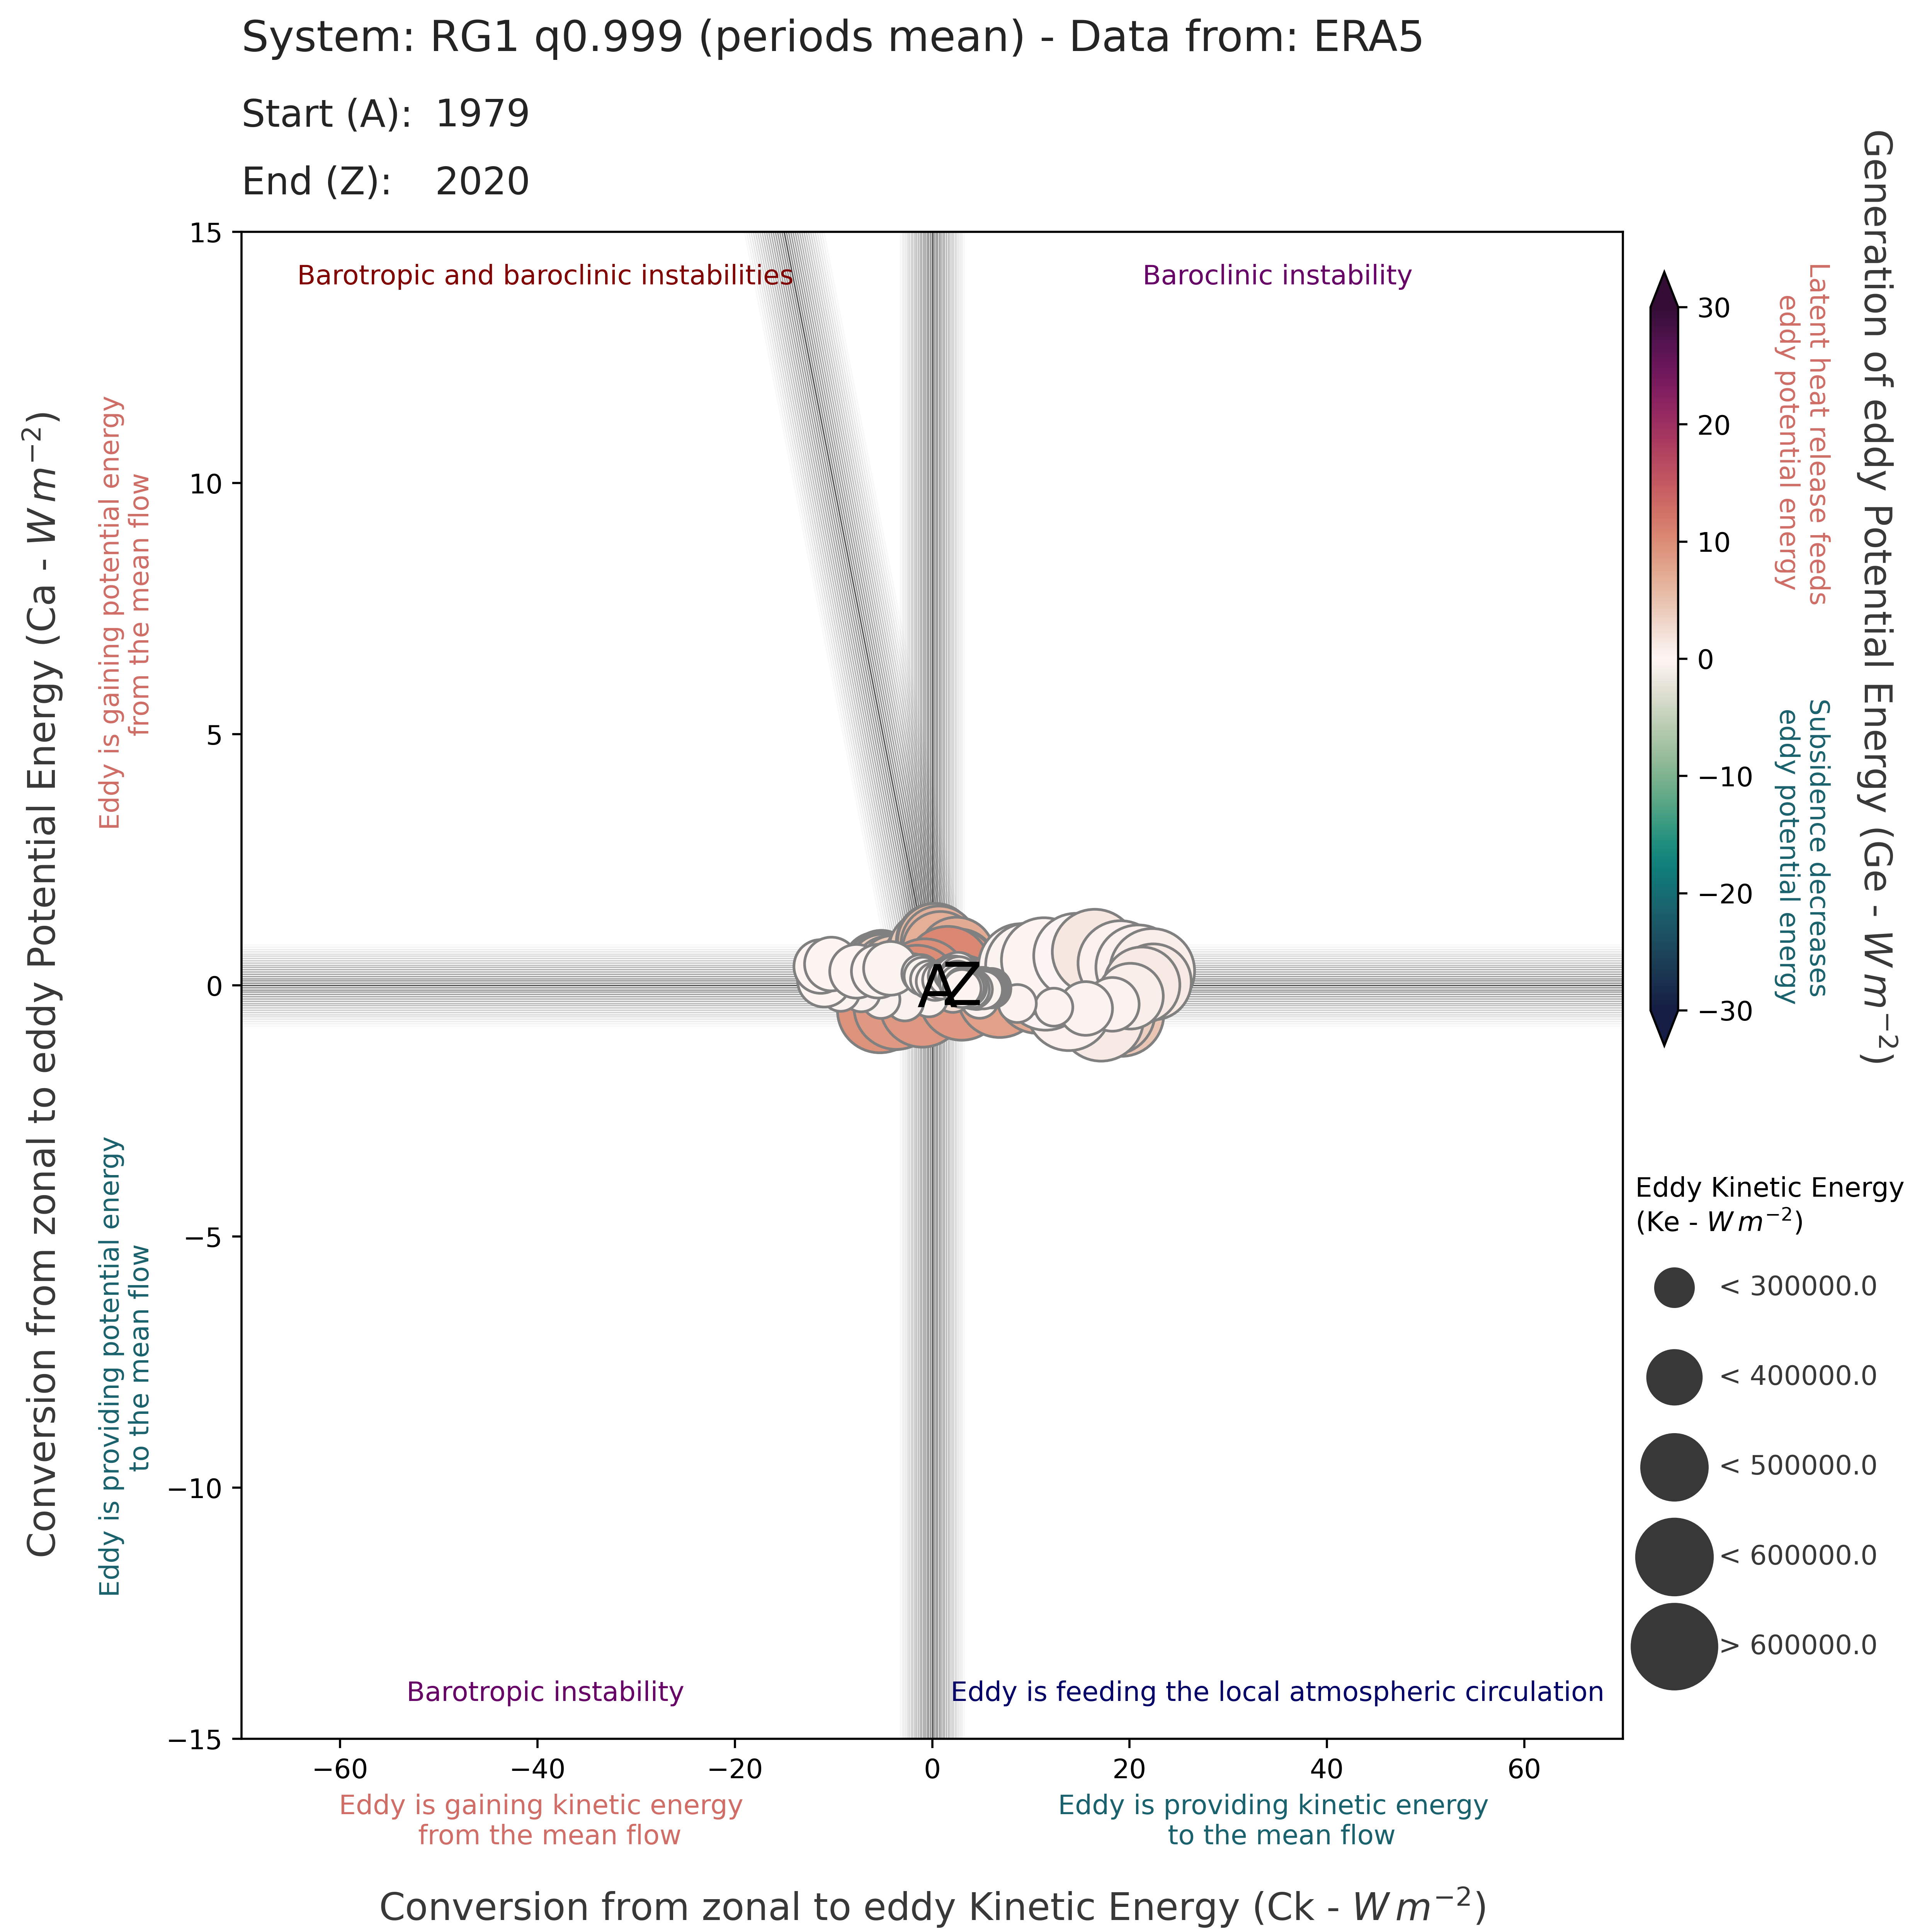 System: RG1 q0.999 (periods mean) - Data from: ERA5
Start (A): 1979
End (Z): 2020
Conversion from zonal to eddy Potential Energy (Ca - W m⁻²)
Eddy is gaining potential energy
from the mean flow
Eddy is providing potential energy
to the mean flow
15
10
5
0
−5
−10
−15
Barotropic and baroclinic instabilities
Baroclinic instability
A
Z
Barotropic instability
Eddy is feeding the local atmospheric circulation
−60
−40
−20
0
20
40
60
Eddy is gaining kinetic energy
from the mean flow
Eddy is providing kinetic energy
to the mean flow
Conversion from zonal to eddy Kinetic Energy (Ck - W m⁻²)
30
20
10
0
−10
−20
−30
Latent heat release feeds
eddy potential energy
Subsidence decreases
eddy potential energy
Generation of eddy Potential Energy (Ge - W m⁻²)
Eddy Kinetic Energy
(Ke - W m⁻²)
< 300000.0
< 400000.0
< 500000.0
< 600000.0
> 600000.0